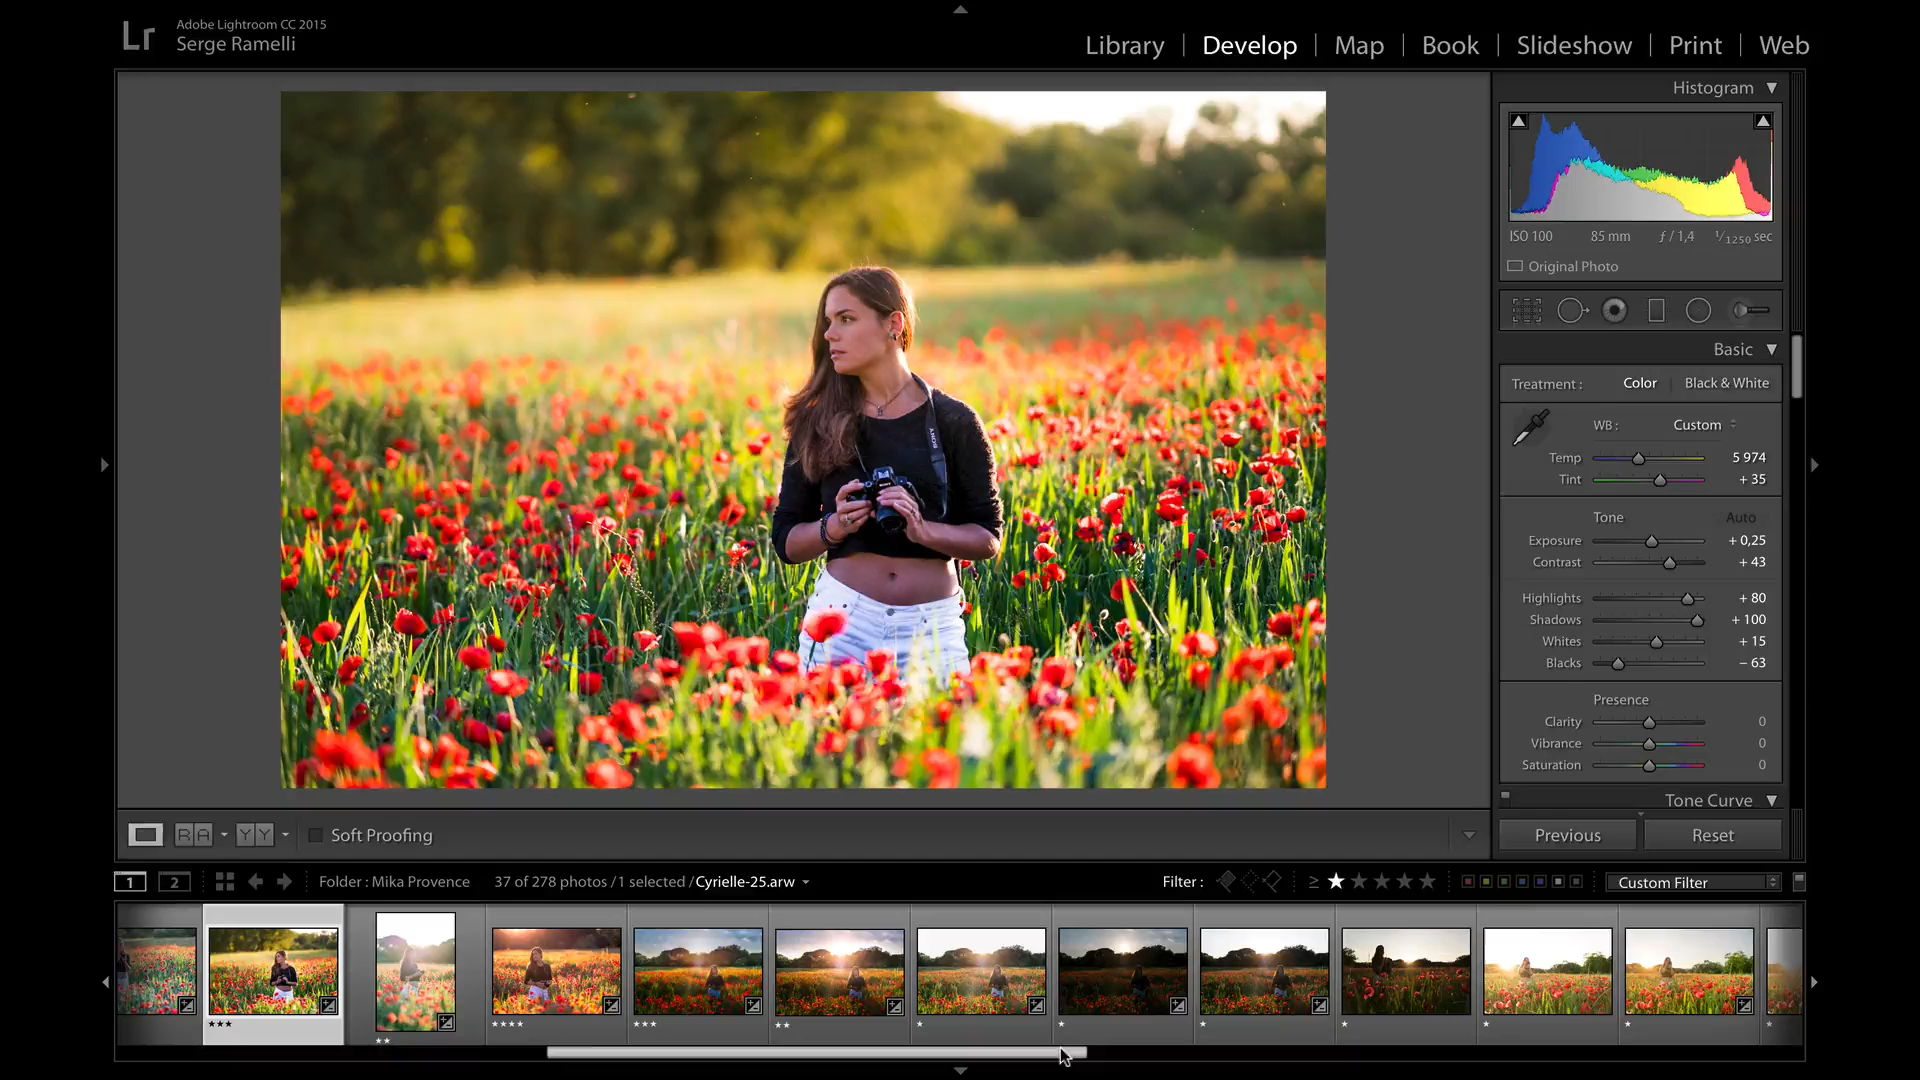 Lr
Adobe Lightroom CC 2015
Serge Ramelli
Library | Develop | Map | Book | Slideshow | Print | Web
Histogram
ISO 100 85 mm ƒ / 1,4 1/1250 sec
Original Photo
Basic
Treatment : Color Black & White
WB : Custom
Temp 5 974
Tint + 35
Tone Auto
Exposure + 0,25
Contrast + 43
Highlights + 80
Shadows + 100
Whites + 15
Blacks – 63
Presence
Clarity 0
Vibrance 0
Saturation 0
Tone Curve
SONY
R A Y Y Soft Proofing
Previous Reset
1 2 Folder : Mika Provence 37 of 278 photos / 1 selected / Cyrielle-25.arw Filter : ≥ Custom Filter